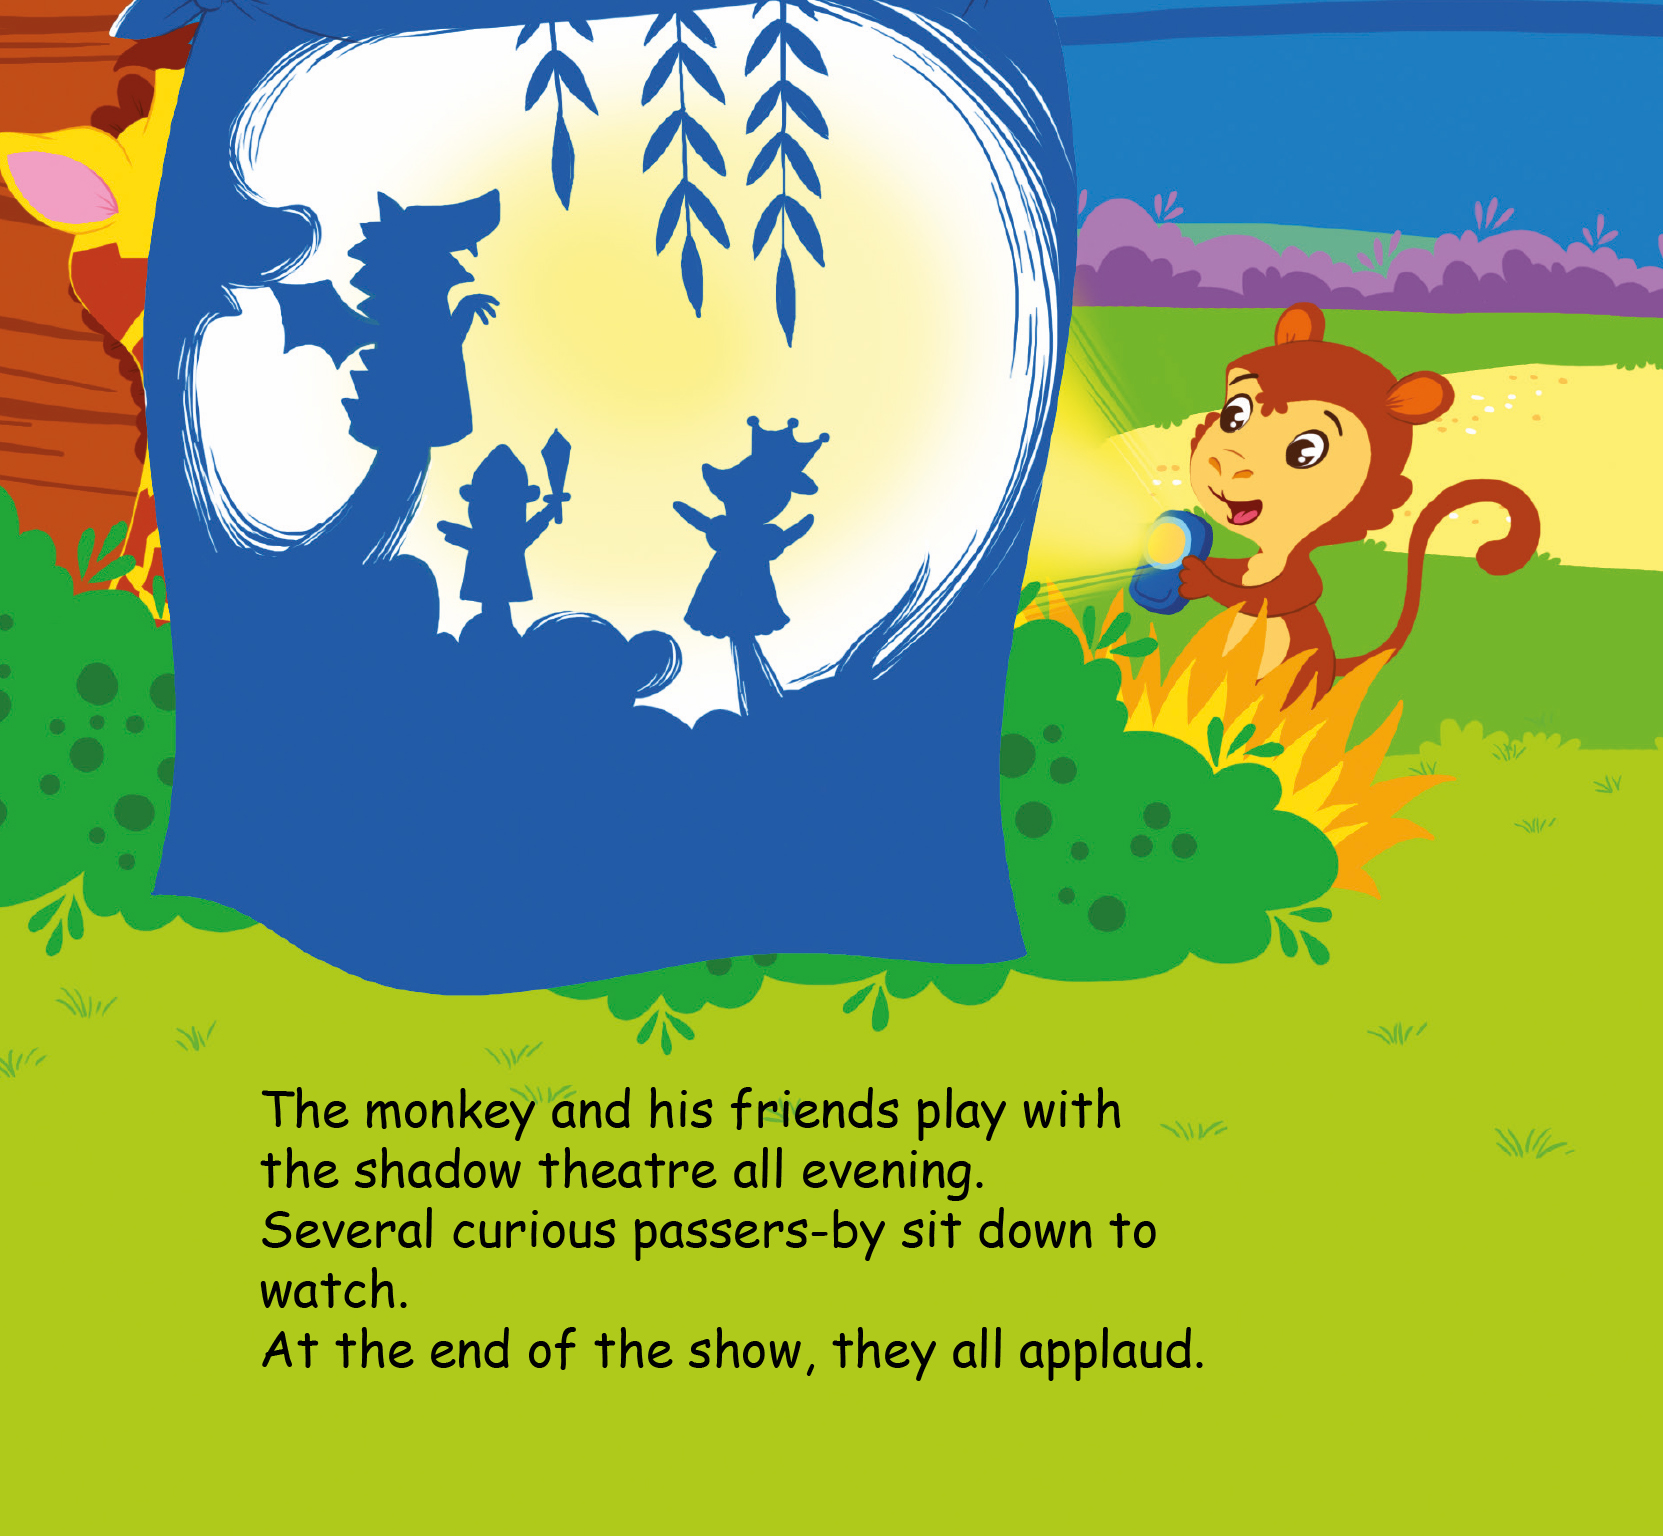 The monkey and his friends play with
the shadow theatre all evening.
Several curious passers-by sit down to
watch.
At the end of the show, they all applaud.